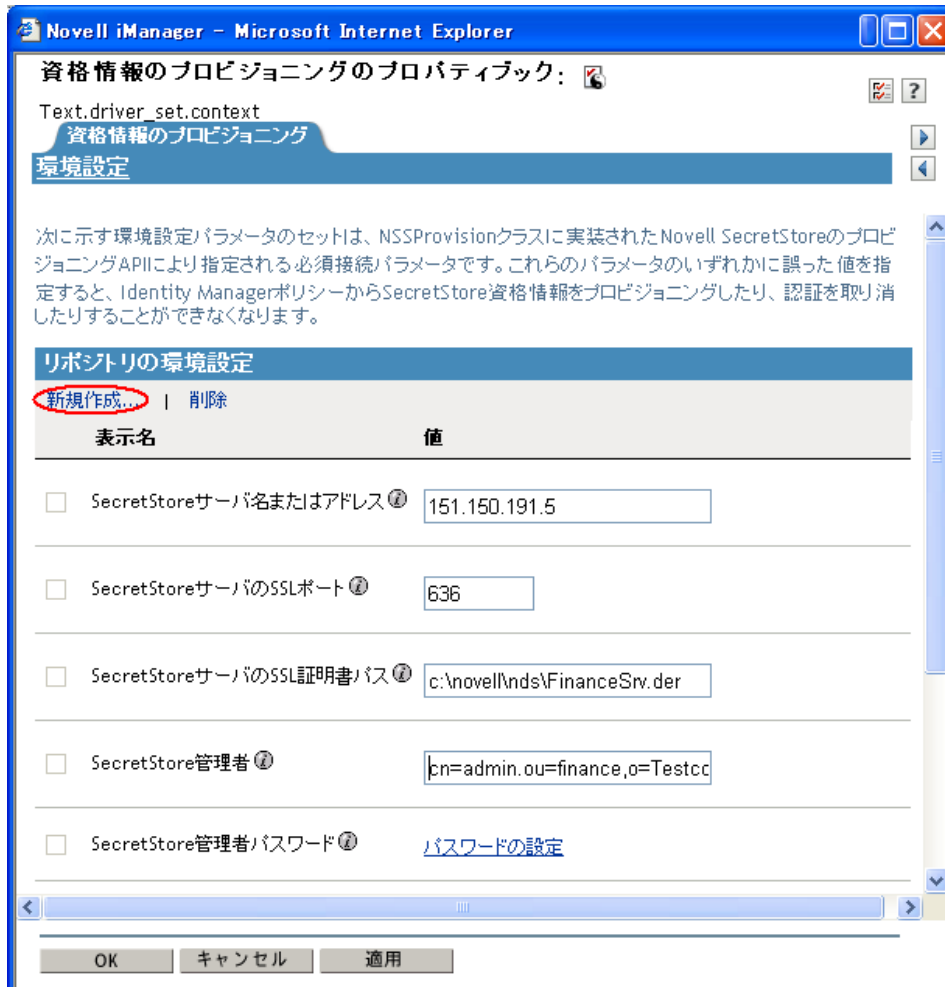 Novell iManager - Microsoft Internet Explorer
資格情報のプロビジョニングのプロパティブック:
Text.driver_set.context
資格情報のプロビジョニング
環境設定
次に示す環境設定パラメータのセットは、NSSProvisionクラスに実装されたNovell SecretStoreのプロビ
ジョニングAPIIにより指定される必須接続パラメータです。これらのパラメータのいずれかに誤った値を指
定すると、Identity ManagerポリシーからSecretStore資格情報をプロビジョニングしたり、認証を取り消
したりすることができなくなります。
リポジトリの環境設定
新規作成... | 削除
表示名 値
SecretStoreサーバ名またはアドレス 151.150.191.5
SecretStoreサーバのSSLポート 636
SecretStoreサーバのSSL証明書パス c:\novell\nds\FinanceSrv.der
SecretStore管理者 cn=admin.ou=finance,o=Testcc
SecretStore管理者パスワード パスワードの設定
OK キャンセル 適用